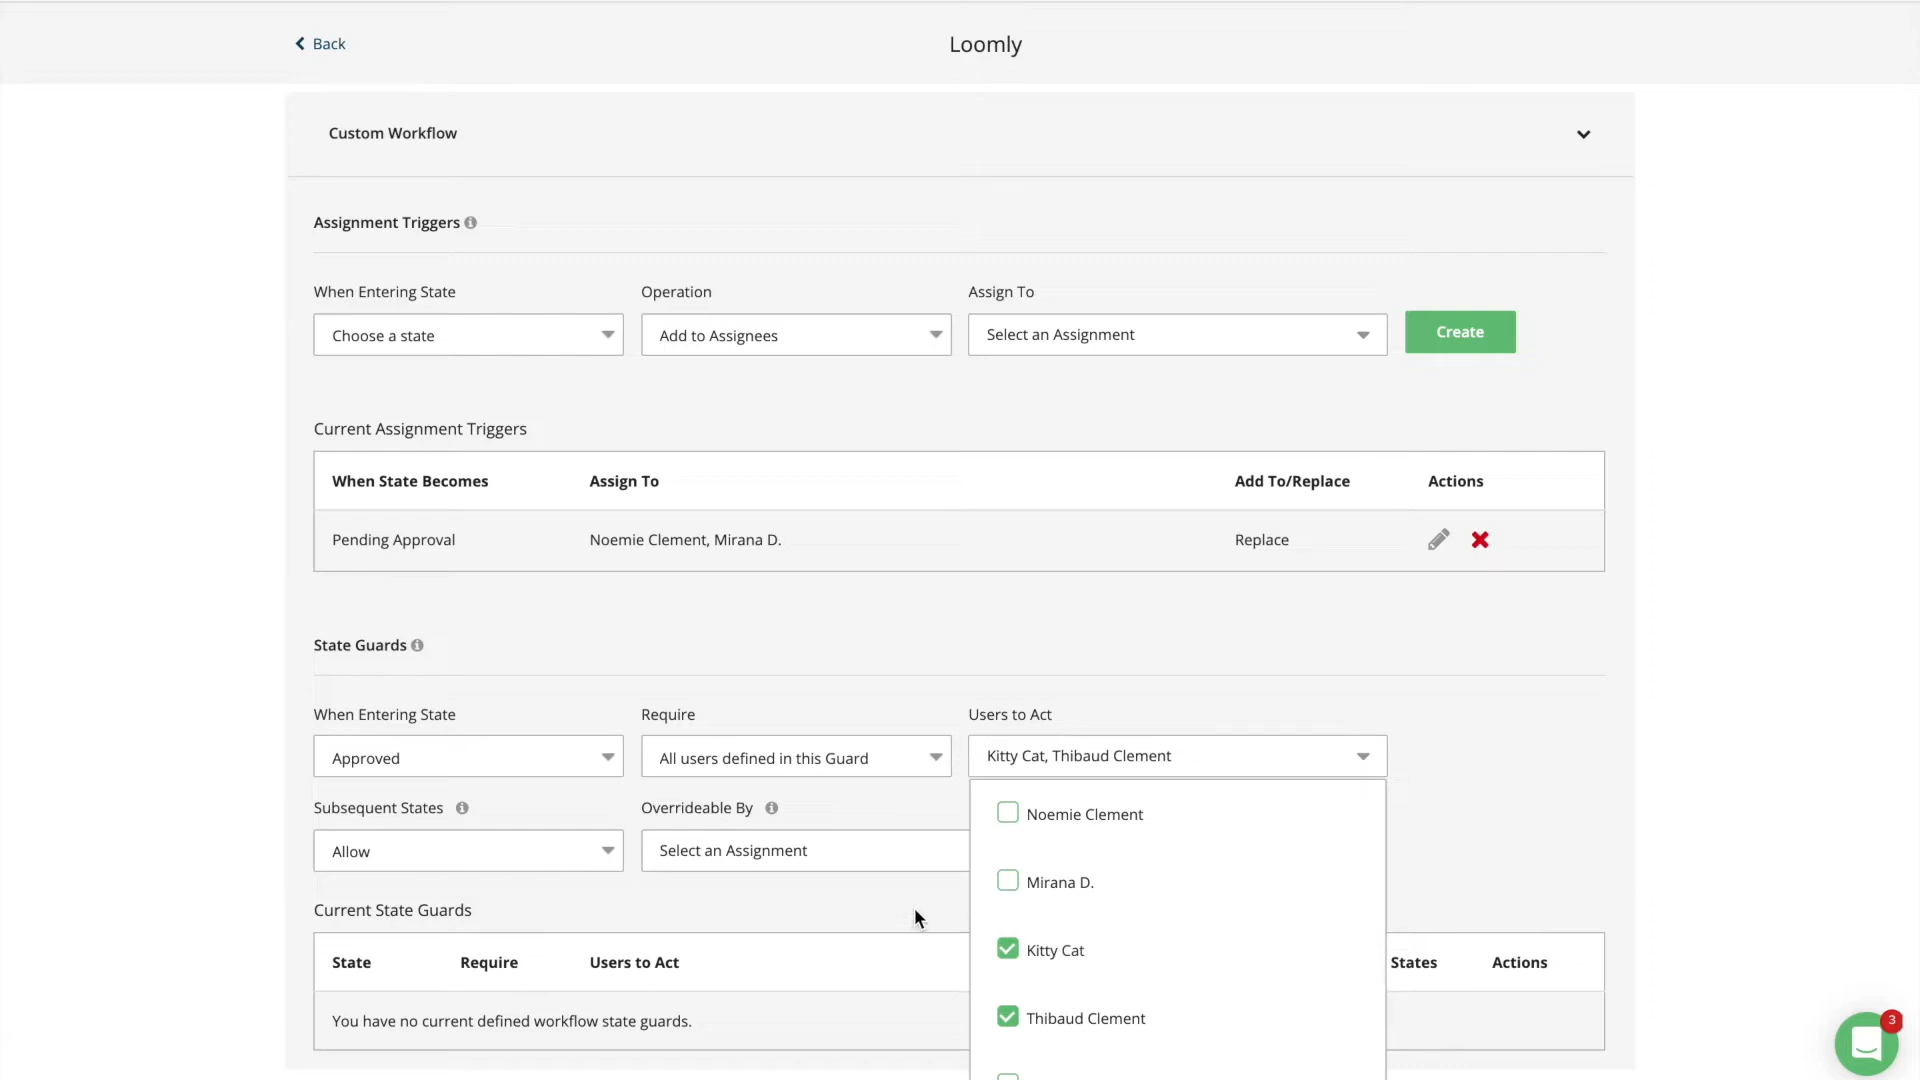 Back
Loomly
Custom Workflow
Assignment Triggers
When Entering State Operation Assign To
Choose a state Add to Assignees Select an Assignment Create
Current Assignment Triggers
When State Becomes Assign To Add To/Replace Actions
Pending Approval Noemie Clement, Mirana D. Replace
State Guards
When Entering State Require Users to Act
Approved All users defined in this Guard Kitty Cat, Thibaud Clement
Subsequent States Overrideable By
Noemie Clement
Allow Select an Assignment
Mirana D.
Current State Guards
Kitty Cat
State Require Users to Act States Actions
Thibaud Clement
You have no current defined workflow state guards.
3